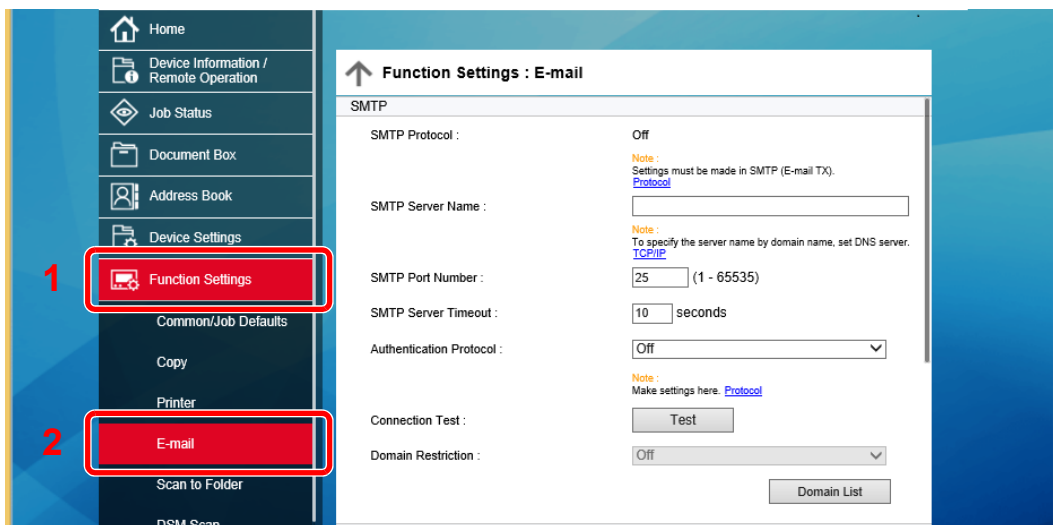 Home
Device Information /
Remote Operation
Job Status
Document Box
Address Book
Device Settings
1
Function Settings
Common/Job Defaults
Copy
Printer
2
E-mail
Scan to Folder
DSM Scan
Function Settings : E-mail
SMTP
SMTP Protocol : Off
Note :
Settings must be made in SMTP (E-mail TX).
Protocol
SMTP Server Name :
Note :
To specify the server name by domain name, set DNS server.
TCP/IP
SMTP Port Number : 25 (1 - 65535)
SMTP Server Timeout : 10 seconds
Authentication Protocol : Off
Note :
Make settings here. Protocol
Connection Test : Test
Domain Restriction : Off
Domain List